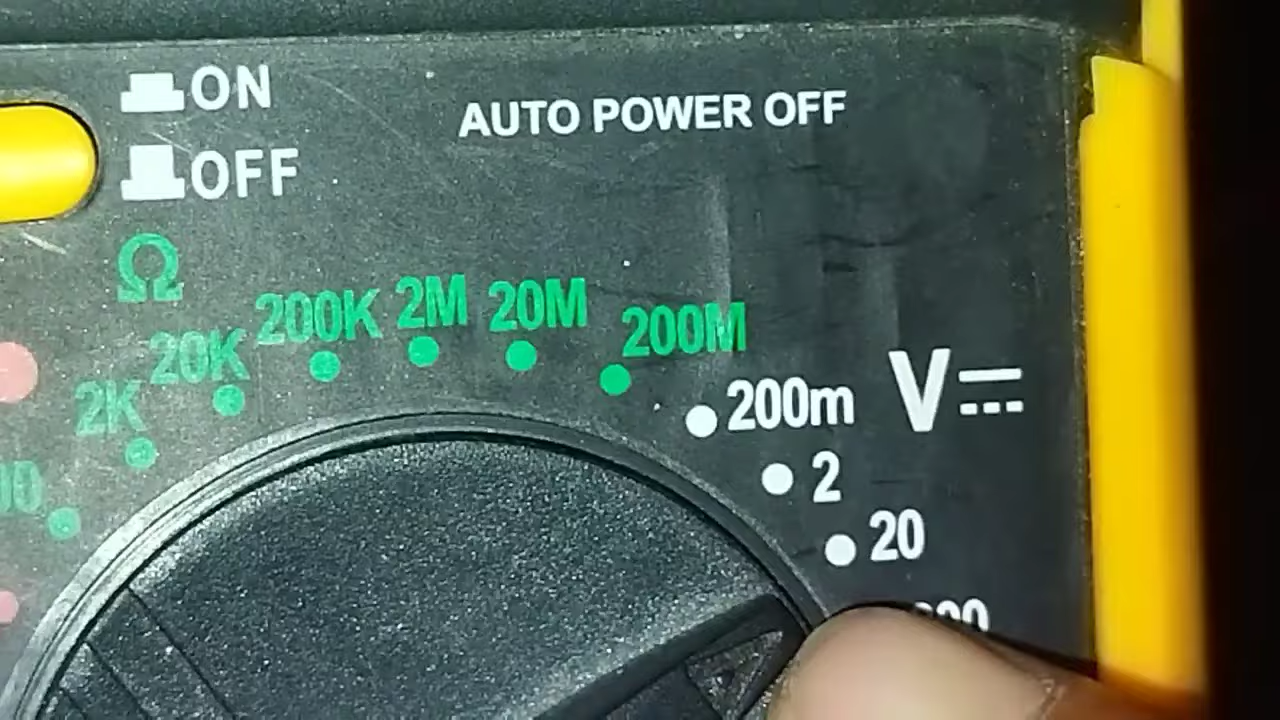 ON
AUTO POWER OFF
OFF
Ω
200K 2M 20M
20K 200M
2K 200m V
2
20